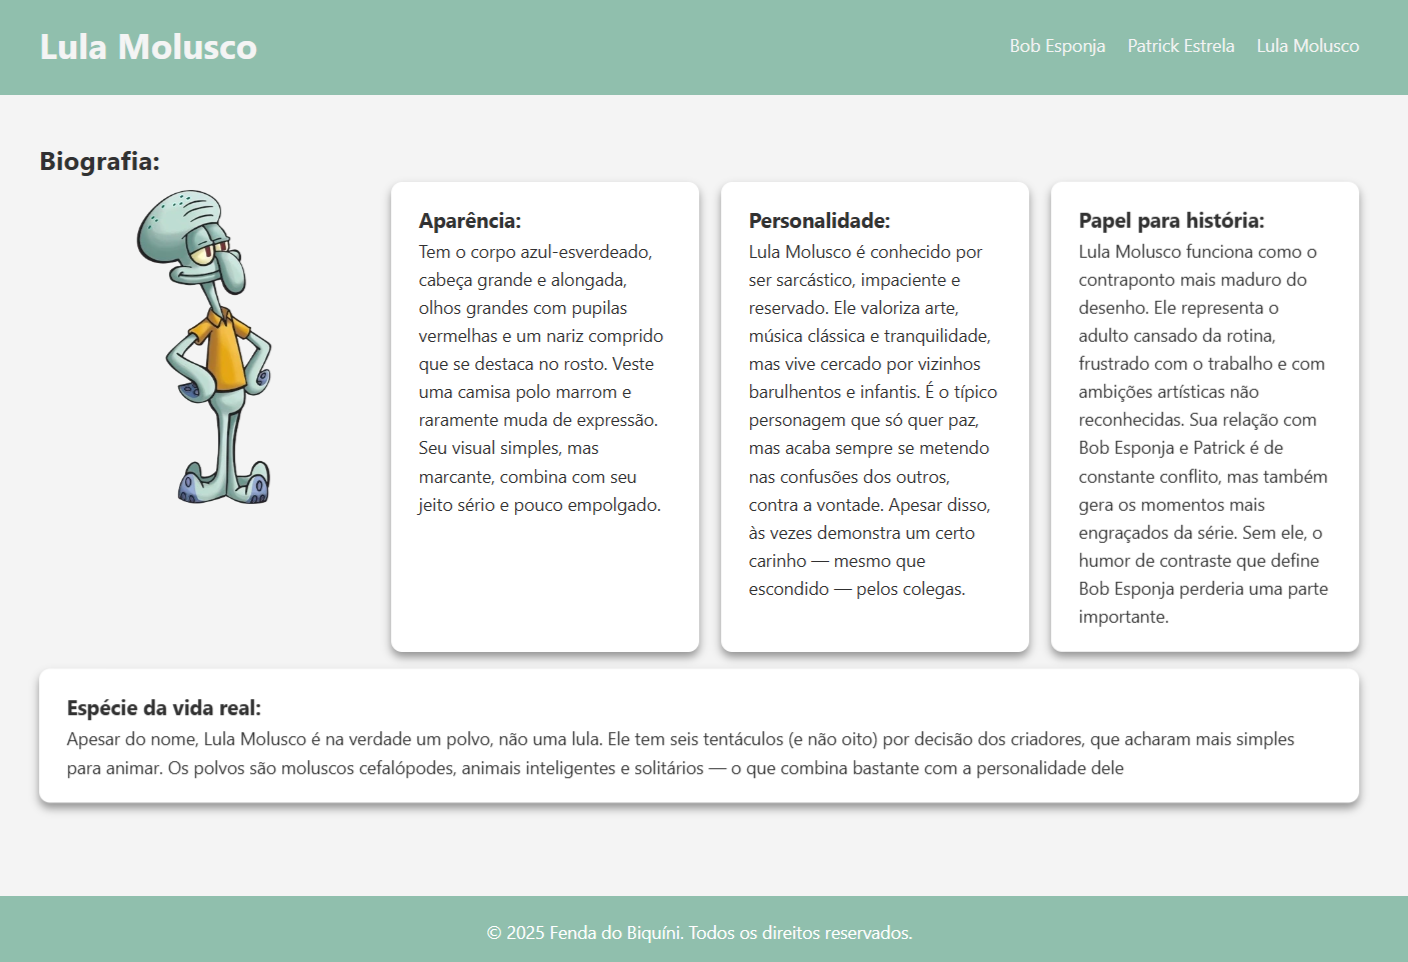 Lula Molusco
Bob Esponja Patrick Estrela Lula Molusco
Biografia:
Aparência:
Tem o corpo azul-esverdeado,
cabeça grande e alongada,
olhos grandes com pupilas
vermelhas e um nariz comprido
que se destaca no rosto. Veste
uma camisa polo marrom e
raramente muda de expressão.
Seu visual simples, mas
marcante, combina com seu
jeito sério e pouco empolgado.
Personalidade:
Lula Molusco é conhecido por
ser sarcástico, impaciente e
reservado. Ele valoriza arte,
música clássica e tranquilidade,
mas vive cercado por vizinhos
barulhentos e infantis. É o típico
personagem que só quer paz,
mas acaba sempre se metendo
nas confusões dos outros,
contra a vontade. Apesar disso,
às vezes demonstra um certo
carinho — mesmo que
escondido — pelos colegas.
Papel para história:
Lula Molusco funciona como o
contraponto mais maduro do
desenho. Ele representa o
adulto cansado da rotina,
frustrado com o trabalho e com
ambições artísticas não
reconhecidas. Sua relação com
Bob Esponja e Patrick é de
constante conflito, mas também
gera os momentos mais
engraçados da série. Sem ele, o
humor de contraste que define
Bob Esponja perderia uma parte
importante.
Espécie da vida real:
Apesar do nome, Lula Molusco é na verdade um polvo, não uma lula. Ele tem seis tentáculos (e não oito) por decisão dos criadores, que acharam mais simples
para animar. Os polvos são moluscos cefalópodes, animais inteligentes e solitários — o que combina bastante com a personalidade dele
© 2025 Fenda do Biquíni. Todos os direitos reservados.